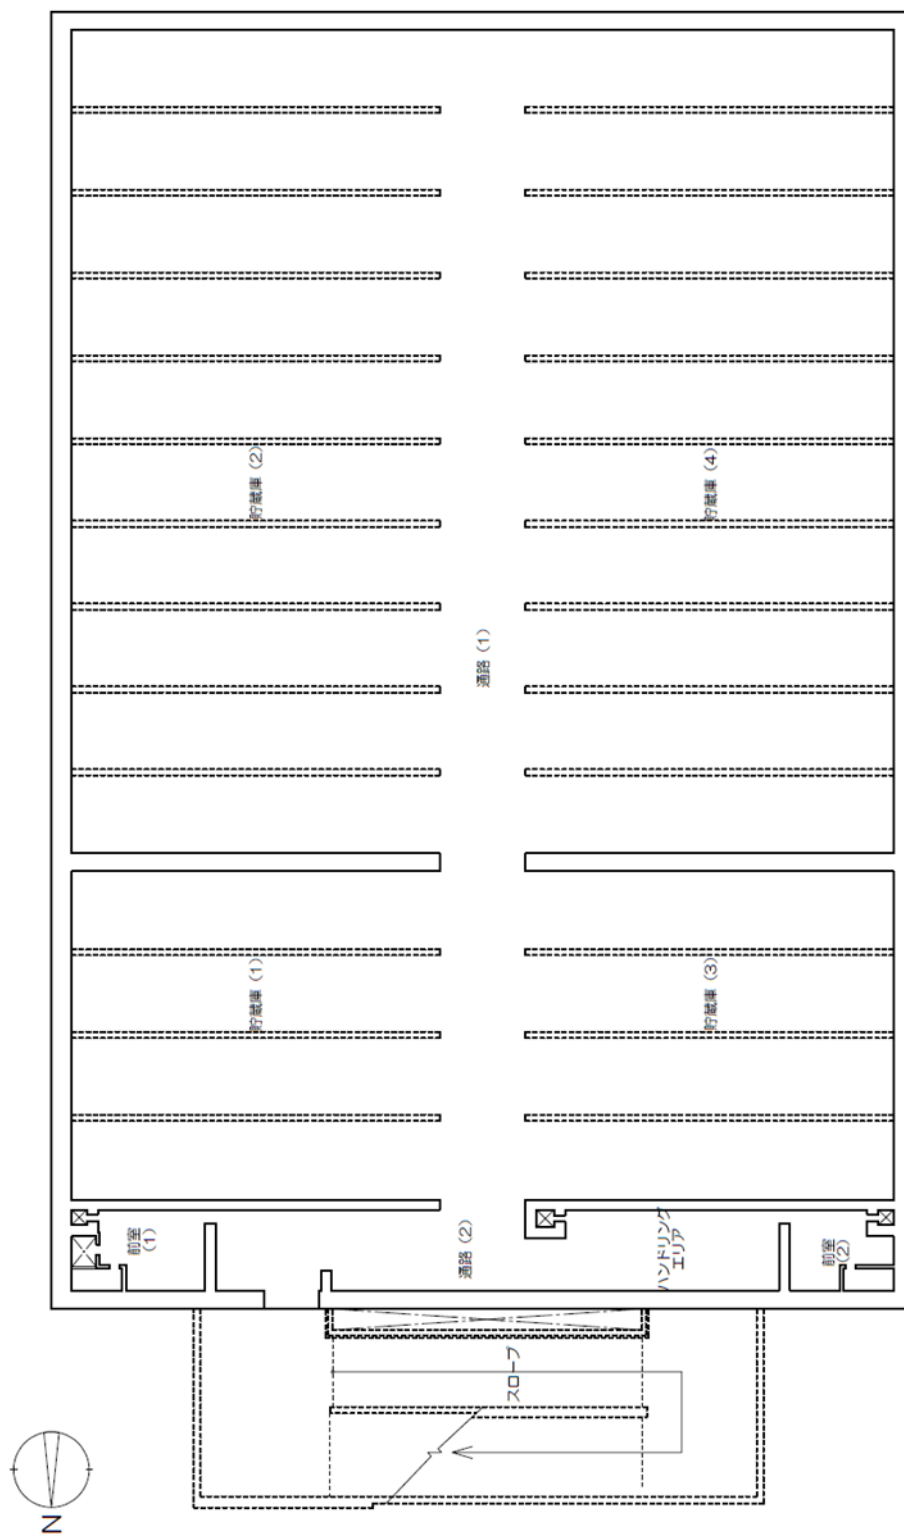 貯蔵庫（2）
貯蔵庫（4）
通路（1）
貯蔵庫（1）
貯蔵庫（3）
前室
（1）
通路（2）
ハンドリング
エリア
前室
（2）
スロープ
N